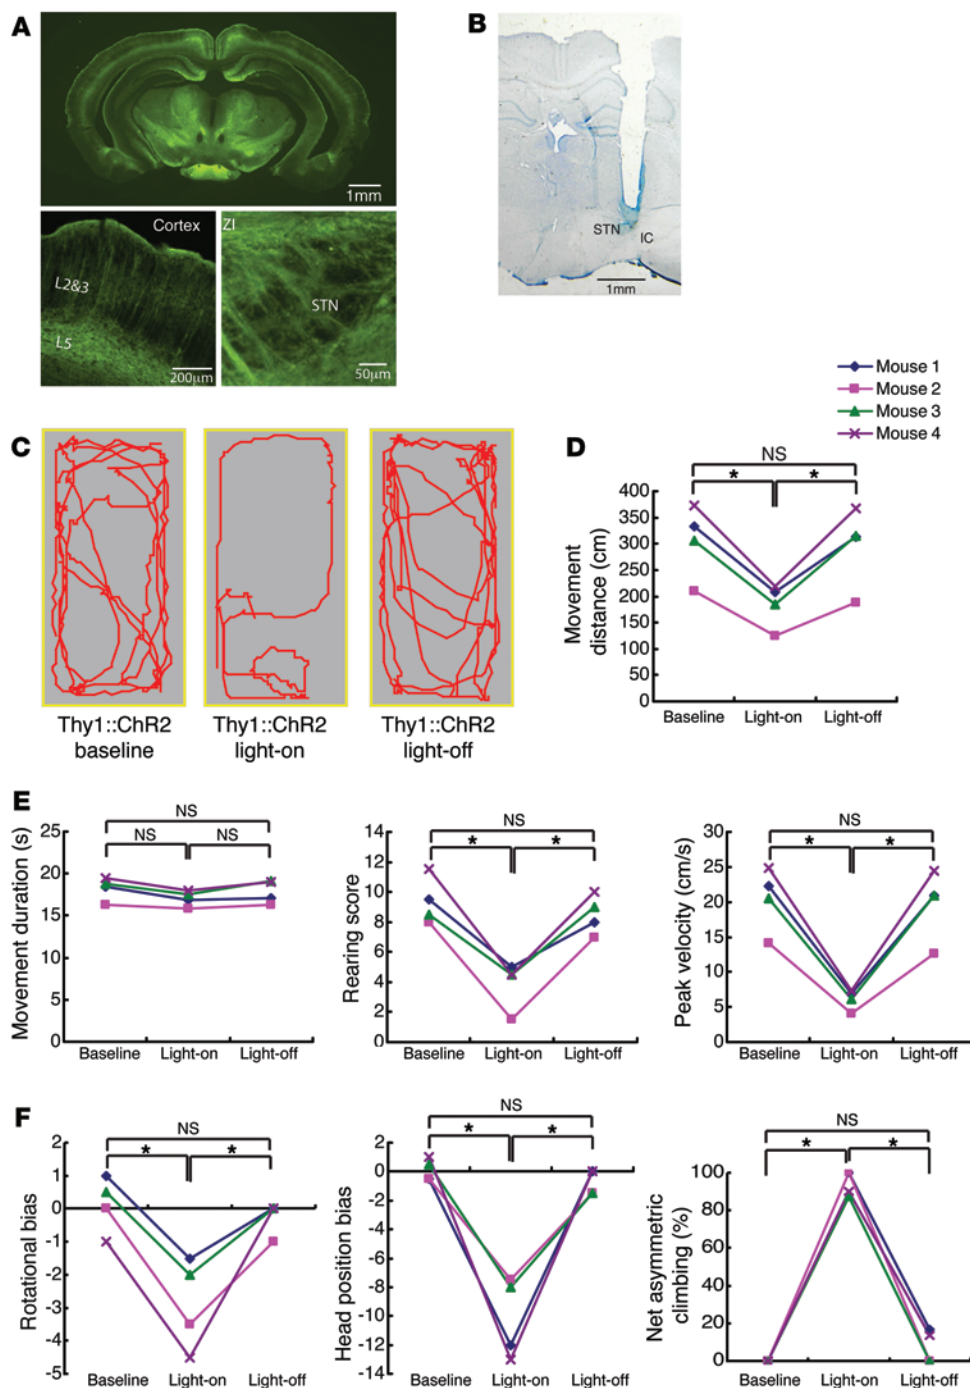 A
1mm
Cortex
L2&3
L5
200µm
ZI
STN
50µm
B
STN
IC
1mm
Mouse 1
Mouse 2
Mouse 3
Mouse 4
C
Thy1::ChR2
baseline
Thy1::ChR2
light-on
Thy1::ChR2
light-off
D
NS
* *
Movement
distance (cm)
400
350
300
250
200
150
100
50
0
Baseline Light-on Light-off
E
NS
NS NS
Movement duration (s)
25
20
15
10
5
0
Baseline Light-on Light-off
NS
* *
Rearing score
14
12
10
8
6
4
2
0
Baseline Light-on Light-off
NS
* *
Peak velocity (cm/s)
30
25
20
15
10
5
0
Baseline Light-on Light-off
F
NS
* *
Rotational bias
2
1
0
-1
-2
-3
-4
-5
Baseline Light-on Light-off
NS
* *
Head position bias
4
2
0
-2
-4
-6
-8
-10
-12
-14
Baseline Light-on Light-off
NS
* *
Net asymmetric
climbing (%)
100
80
60
40
20
0
Baseline Light-on Light-off